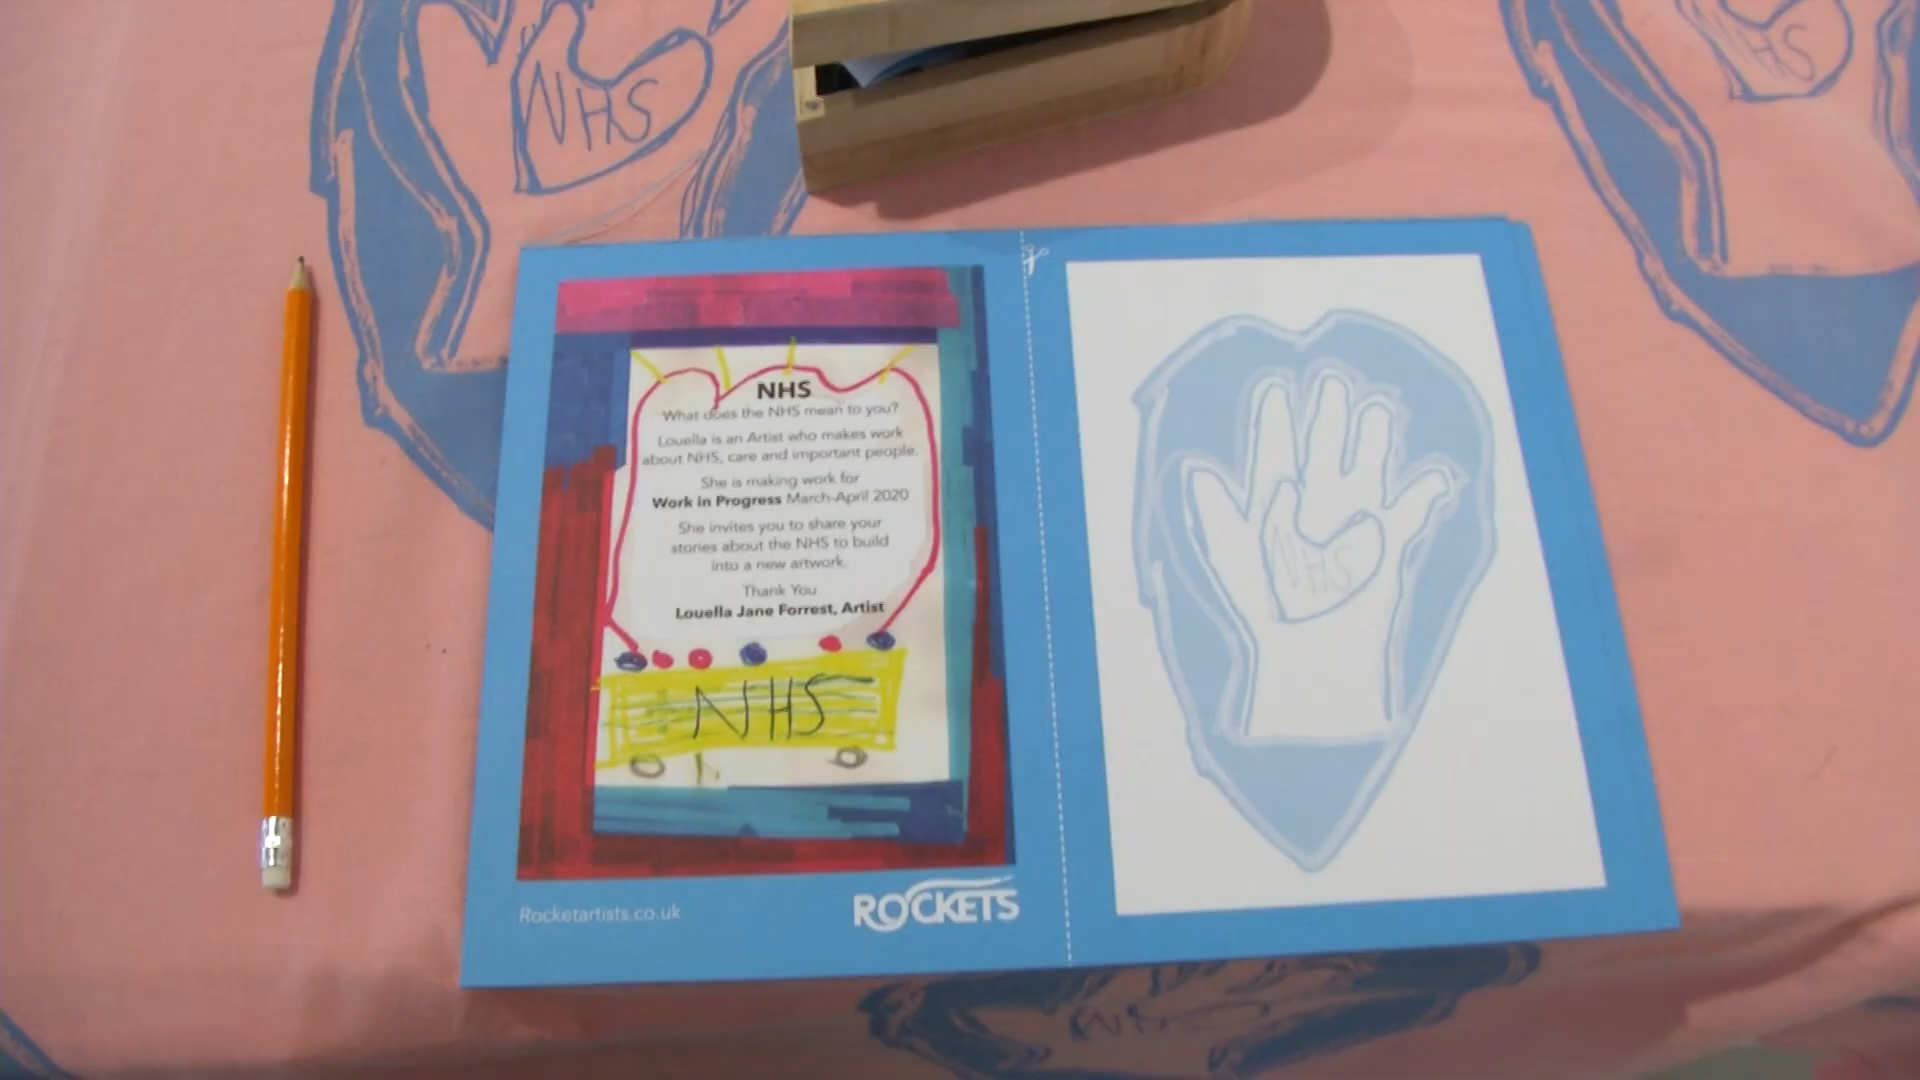 NHS
NHS
NHS
What does the NHS mean to you?
Louella is an Artist who makes work
about NHS, care and important people.
She is making work for
Work in Progress March-April 2020
She invites you to share your
stories about the NHS to build
into a new artwork.
Thank You
Louella Jane Forrest, Artist
NHS
Rocketartists.co.uk
ROCKETS
NHS
NHS